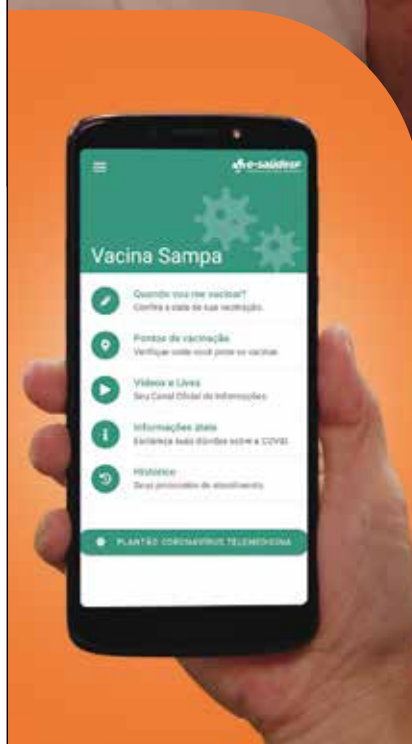 e-saúdesp
Vacina Sampa
Quando vou me vacinar?
Confira a data de sua vacinação.
Pontos de vacinação
Verifique onde você pode se vacinar.
Vídeos e Lives
Seu Canal Oficial de Informações.
Informações úteis
Esclareça suas dúvidas sobre a COVID.
Histórico
Seus protocolos de atendimento.
PLANTÃO CORONAVÍRUS TELEMEDICINA